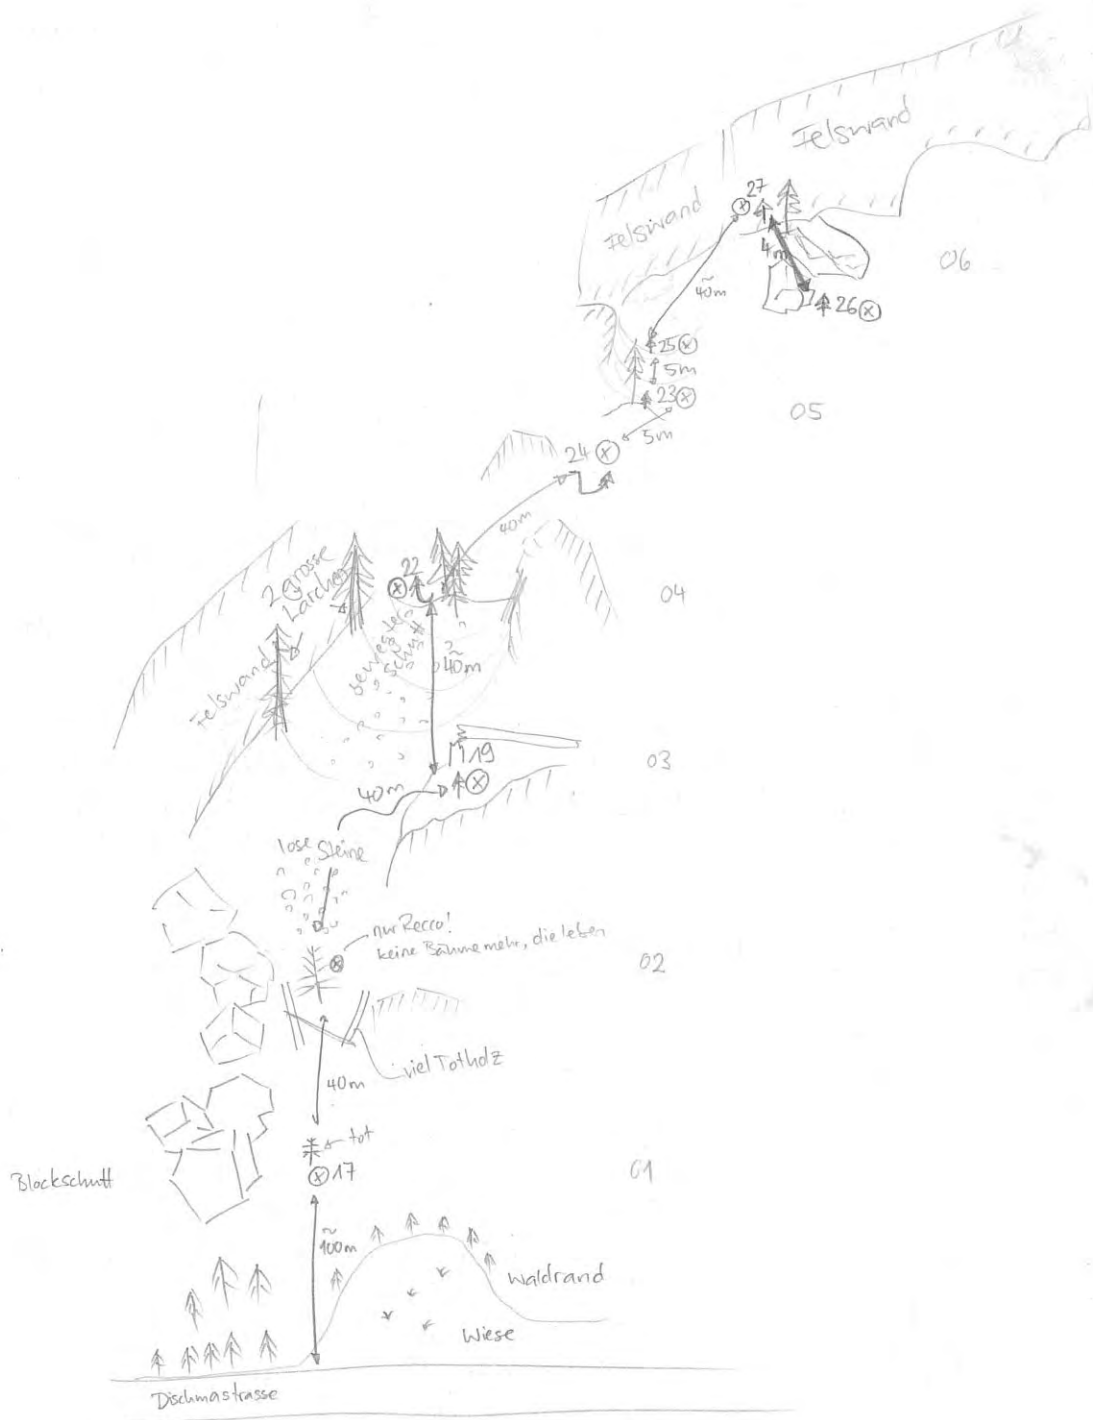 Felswand
Felswand
27
4m
06
~
40m
26
25
5m
23
05
5m
24
40m
2 grosse
Lärchen
22
04
bewegter
Schutt
~
40m
Felswand
19
03
40m
lose Steine
nur Recco!
keine Bäume mehr, die leben
02
viel Totholz
40m
tot
17
01
Blockschutt
~
100m
Waldrand
Wiese
Dischmastrasse